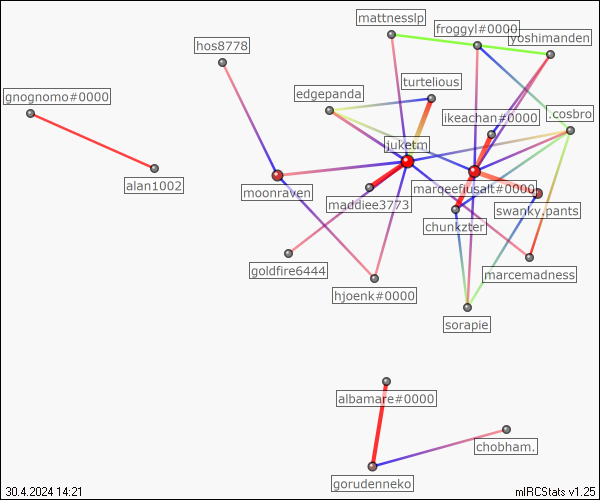 mattnesslp
froggyl#0000
yoshimanden
hos8778
turtelious
edgepanda
gnognomo#0000
ikeachan#0000
.cosbro
juketm
alan1002
moonraven
marqeefiusalt#0000
maddiee3773
swanky.pants
chunkzter
goldfire6444
marcemadness
hjoenk#0000
sorapie
albamare#0000
chobham.
gorudenneko
30.4.2024 14:21
mIRCStats v1.25